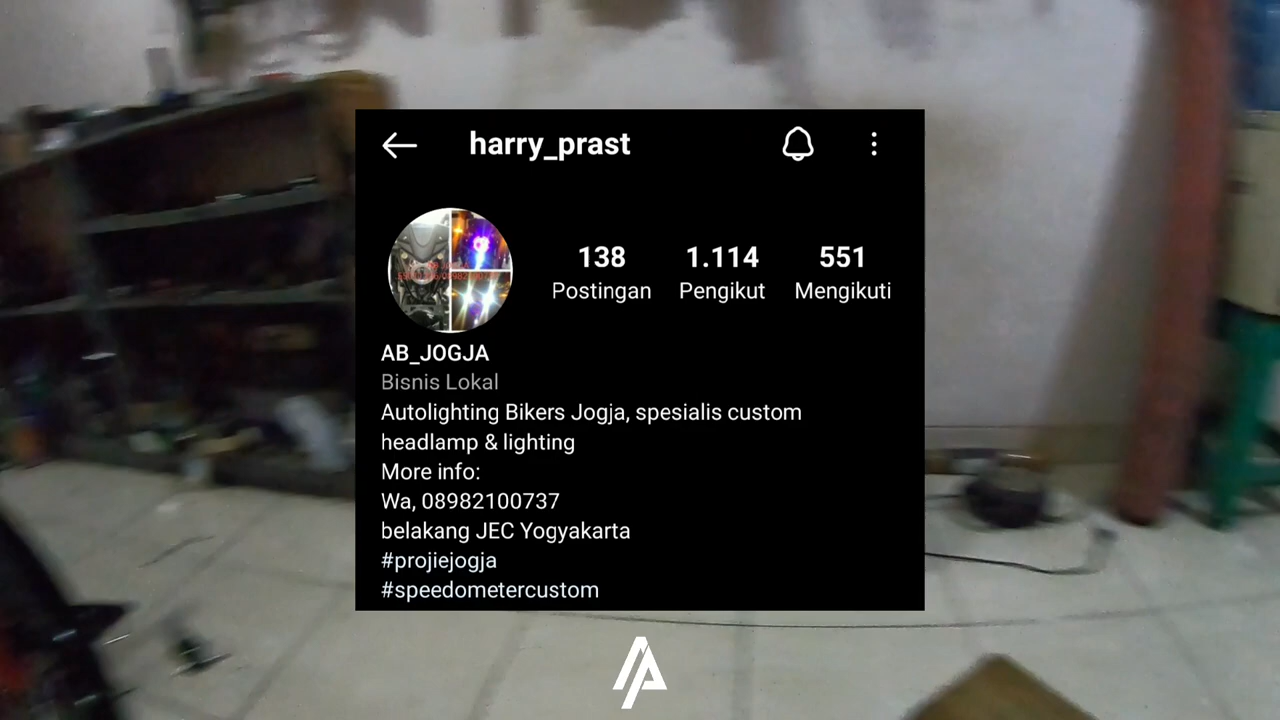 harry_prast
138 1.114 551
Postingan Pengikut Mengikuti
AB_JOGJA
Bisnis Lokal
Autolighting Bikers Jogja, spesialis custom
headlamp & lighting
More info:
Wa, 08982100737
belakang JEC Yogyakarta
#projiejogja
#speedometercustom